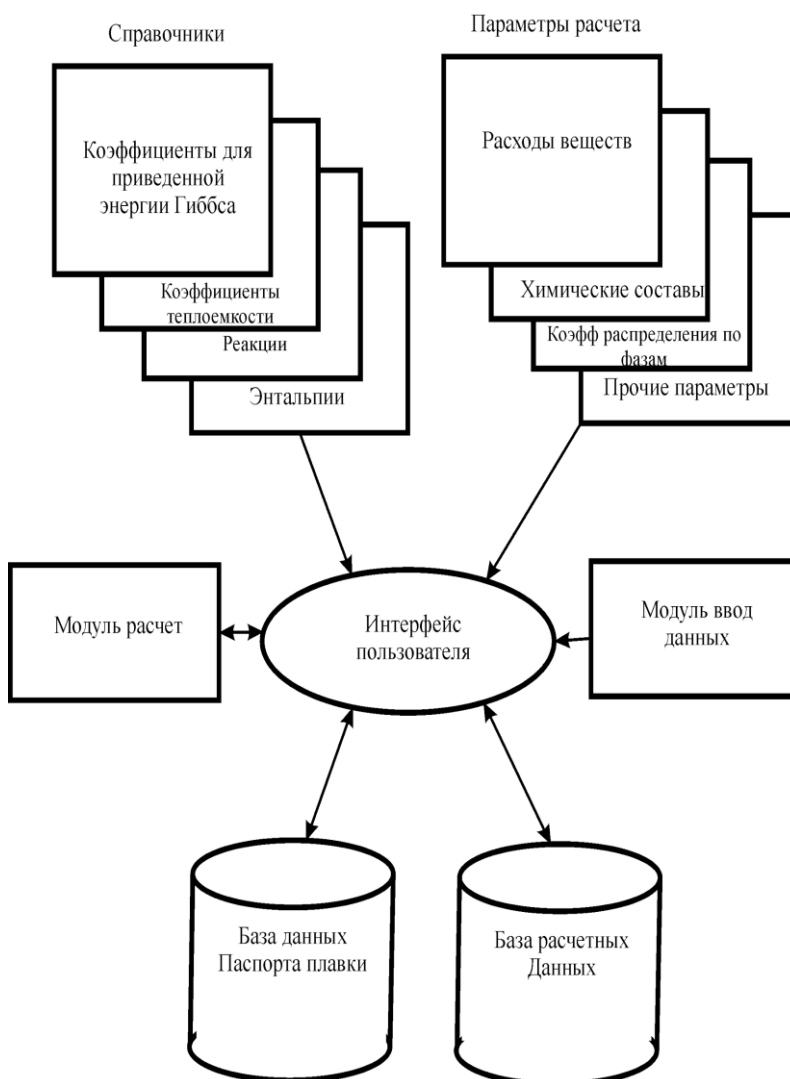 Справочники
Параметры расчета
Коэффициенты для
приведенной
энергии Гиббса
Коэффициенты
теплоемкости
Реакции
Энтальпии
Расходы веществ
Химические составы
Коэфф распределения по
фазам
Прочие параметры
Модуль расчет
Интерфейс
пользователя
Модуль ввод
данных
База данных
Паспорта плавки
База расчетных
Данных